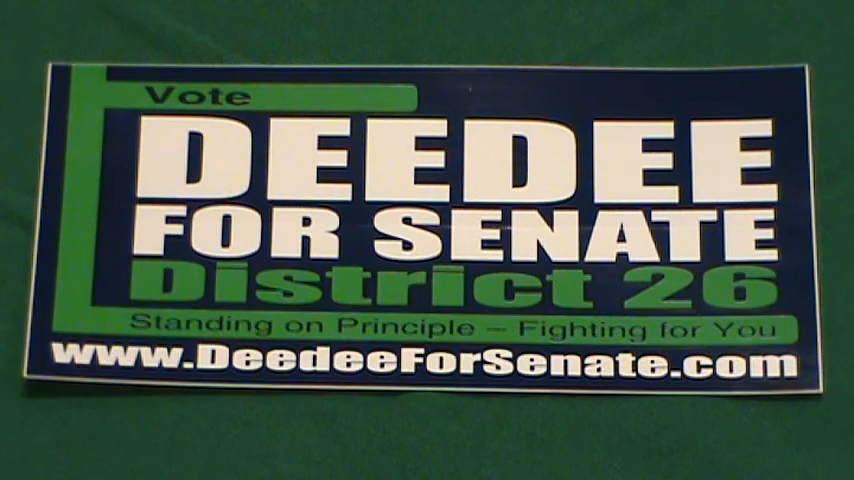 Vote
DEEDEE
FOR SENATE
District 26
Standing on Principle – Fighting for You
www.DeedeeForSenate.com